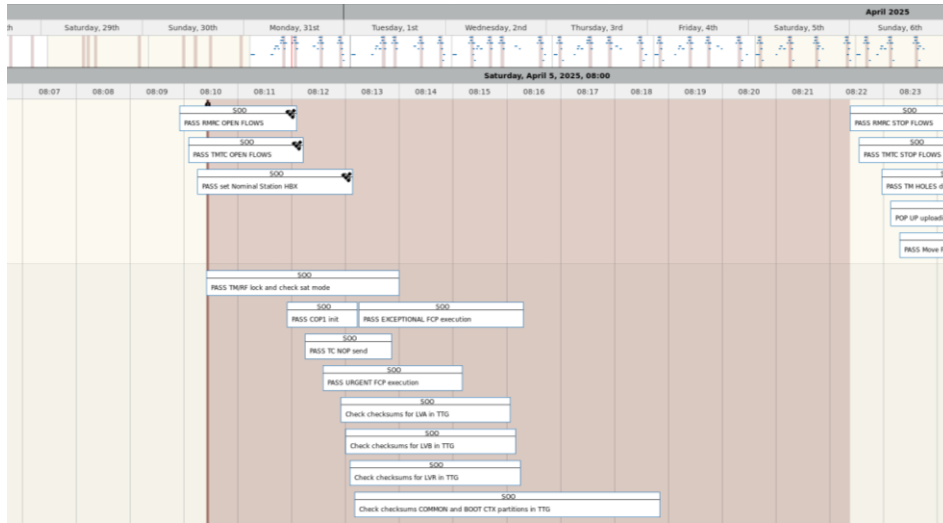 April 2025
Saturday, 29th Sunday, 30th Monday, 31st Tuesday, 1st Wednesday, 2nd Thursday, 3rd Friday, 4th Saturday, 5th Sunday, 6th
Saturday, April 5, 2025, 08:00
08:07 08:08 08:09 08:10 08:11 08:12 08:13 08:14 08:15 08:16 08:17 08:18 08:19 08:20 08:21 08:22 08:23
SOO SOO
PASS RMRC OPEN FLOWS PASS RMRC STOP FLOWS
SOO SOO
PASS TMTC OPEN FLOWS PASS TMTC STOP FLOWS
SOO
PASS set Nominal Station HBX PASS TM HOLES
POP UP
PASS Move
SOO
PASS TM/RF lock and check sat mode
SOO SOO
PASS COP1 init PASS EXCEPTIONAL FCP execution
SOO
PASS TC NOP send
SOO
PASS URGENT FCP execution
SOO
Check checksums for LVA in TTG
SOO
Check checksums for LVB in TTG
SOO
Check checksums for LVR in TTG
SOO
Check checksums COMMON and BOOT CTX partitions in TTG